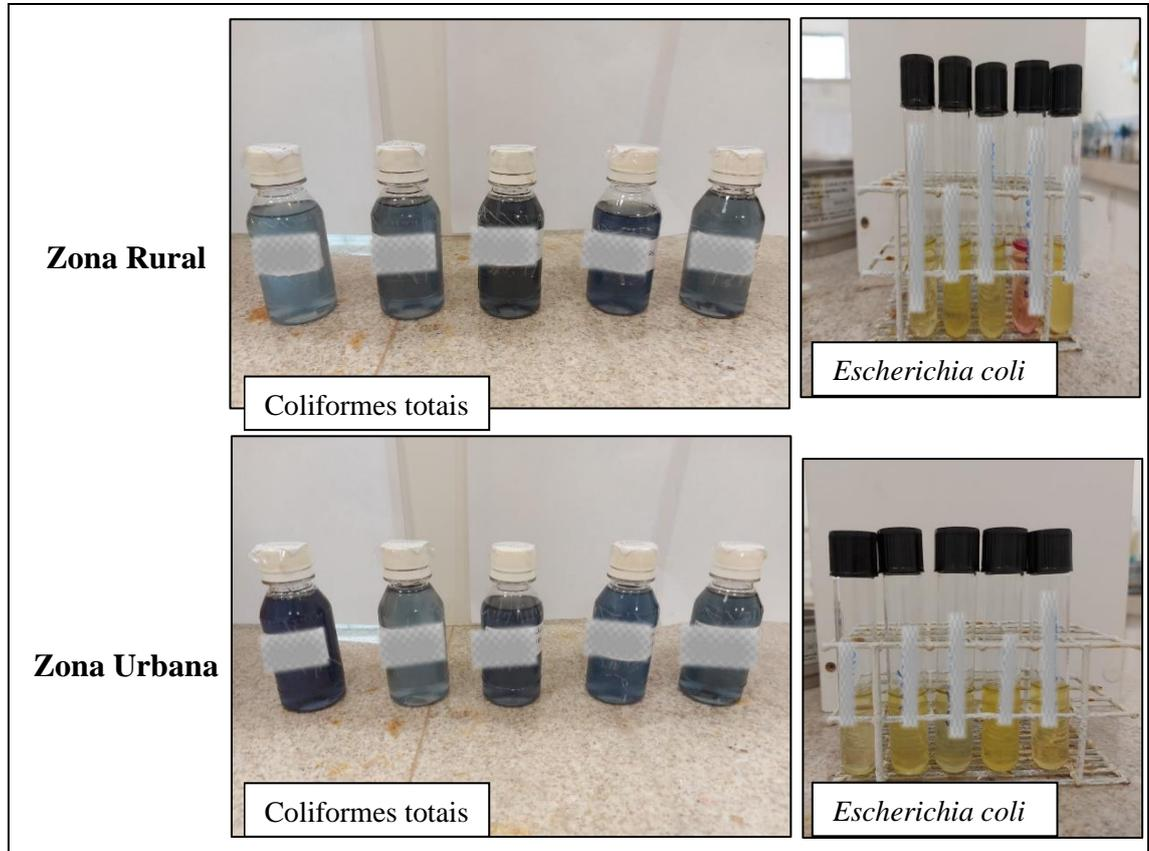 Zona Rural
Coliformes totais
Escherichia coli
Zona Urbana
Coliformes totais
Escherichia coli